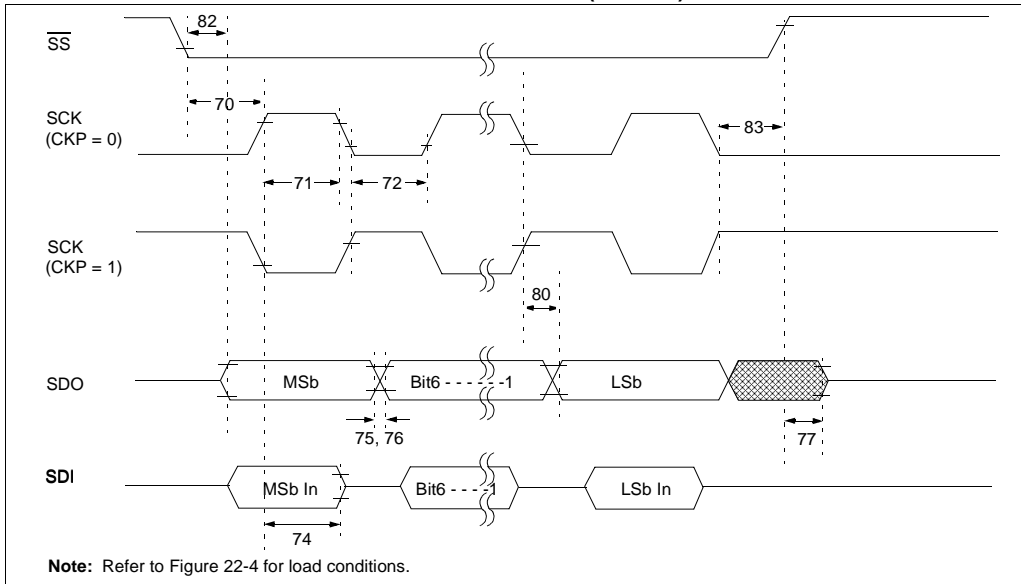 82
SS
70
SCK
(CKP = 0)
83
71
72
SCK
(CKP = 1)
80
SDO
MSb
Bit6 - - - - - -1
LSb
75, 76
77
SDI
MSb In
Bit6 - - - -1
LSb In
74
Note: Refer to Figure 22-4 for load conditions.